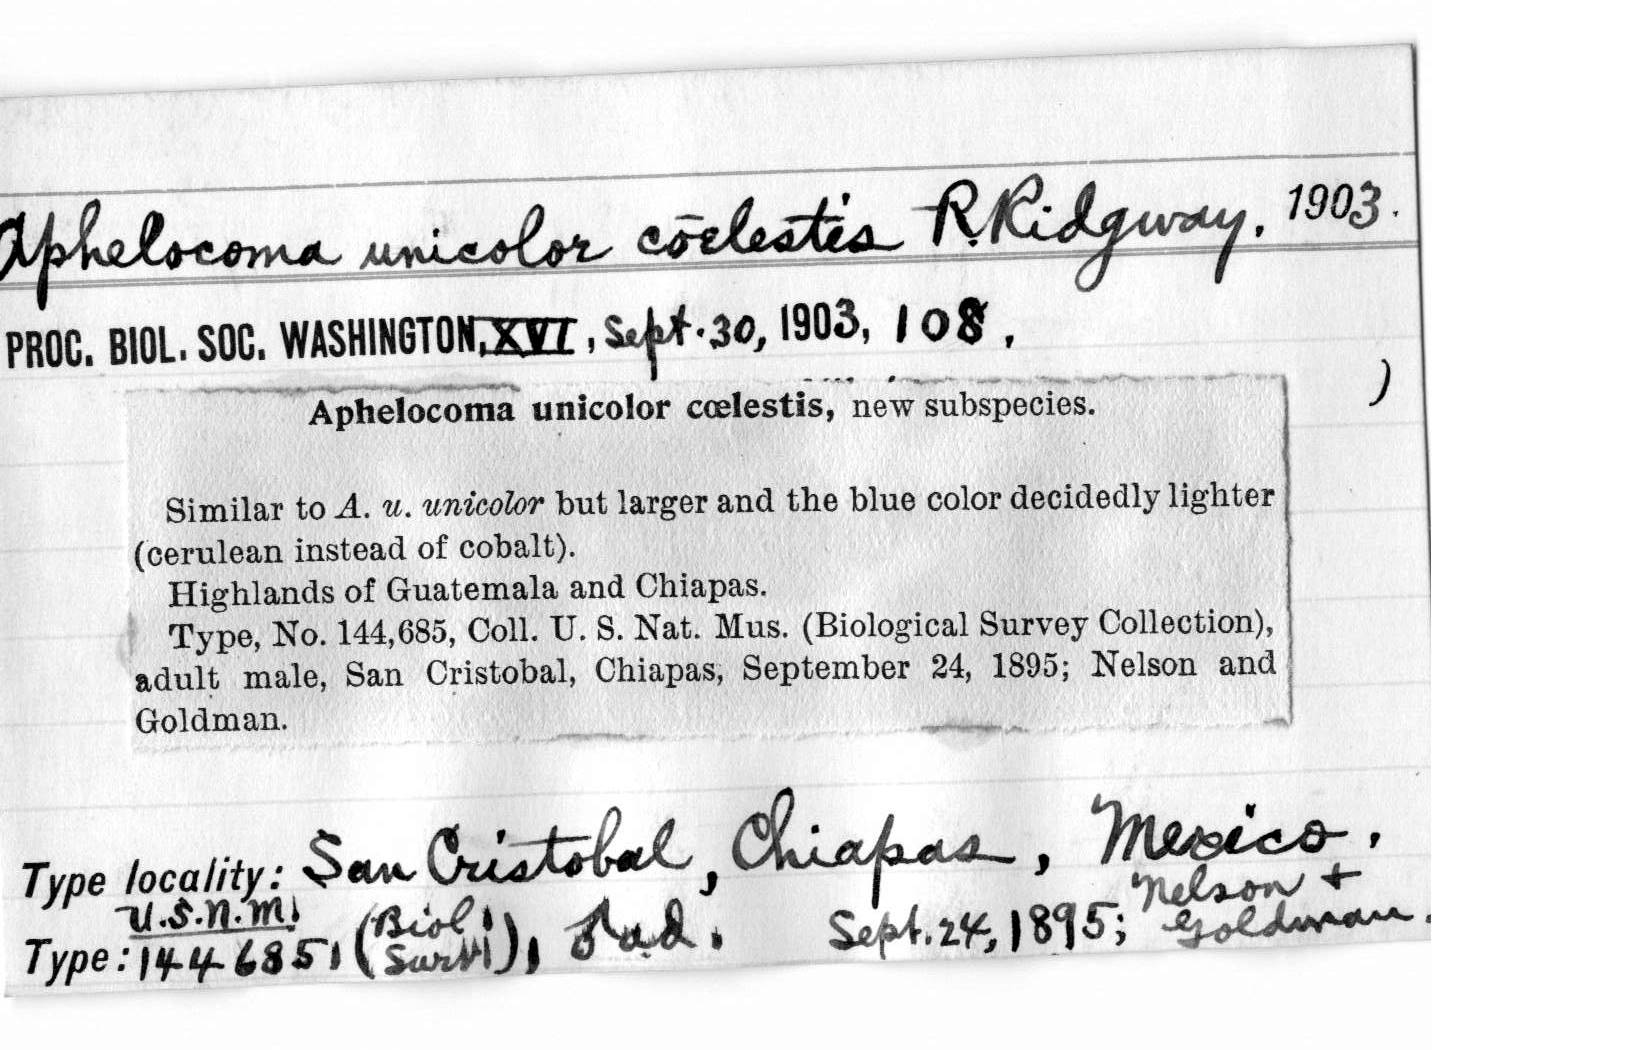 Aphelocoma unicolor cœlestis R. Ridgway, 1903.
PROC. BIOL. SOC. WASHINGTON, XVI, Sept. 30, 1903, 108,
)
Aphelocoma unicolor cœlestis, new subspecies.
Similar to A. u. unicolor but larger and the blue color decidedly lighter
(cerulean instead of cobalt).
Highlands of Guatemala and Chiapas.
Type, No. 144,685, Coll. U. S. Nat. Mus. (Biological Survey Collection),
adult male, San Cristobal, Chiapas, September 24, 1895; Nelson and
Goldman.
Type locality: San Cristobal, Chiapas, Mexico.
U.S.N.M.
Type: 144685, (Biol. Surv.), ad. Sept. 24, 1895; Nelson + Goldman.